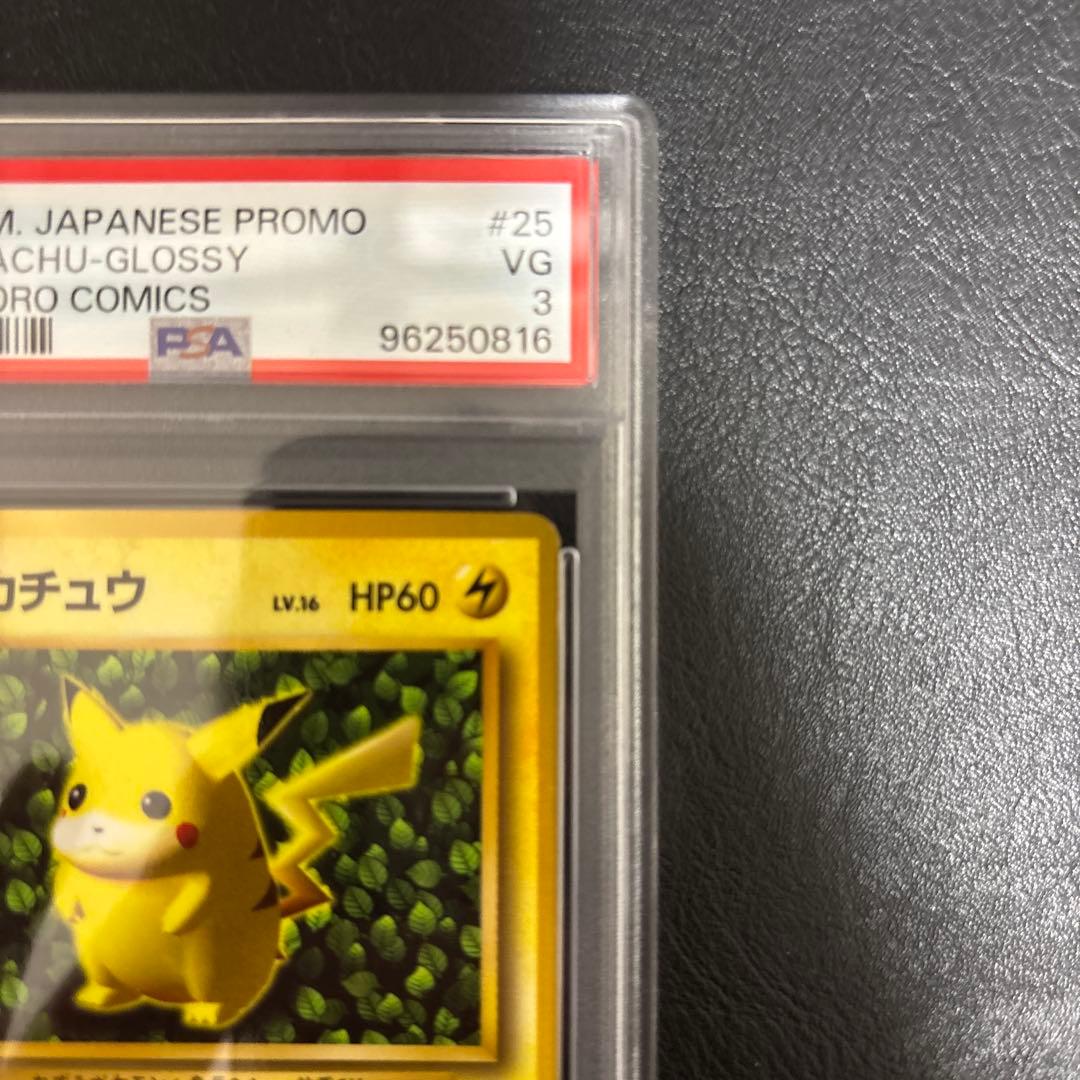 M. JAPANESE PROMO #25
ACHU-GLOSSY VG
ORO COMICS 3
PSA 96250816
カチュウ LV.16 HP60